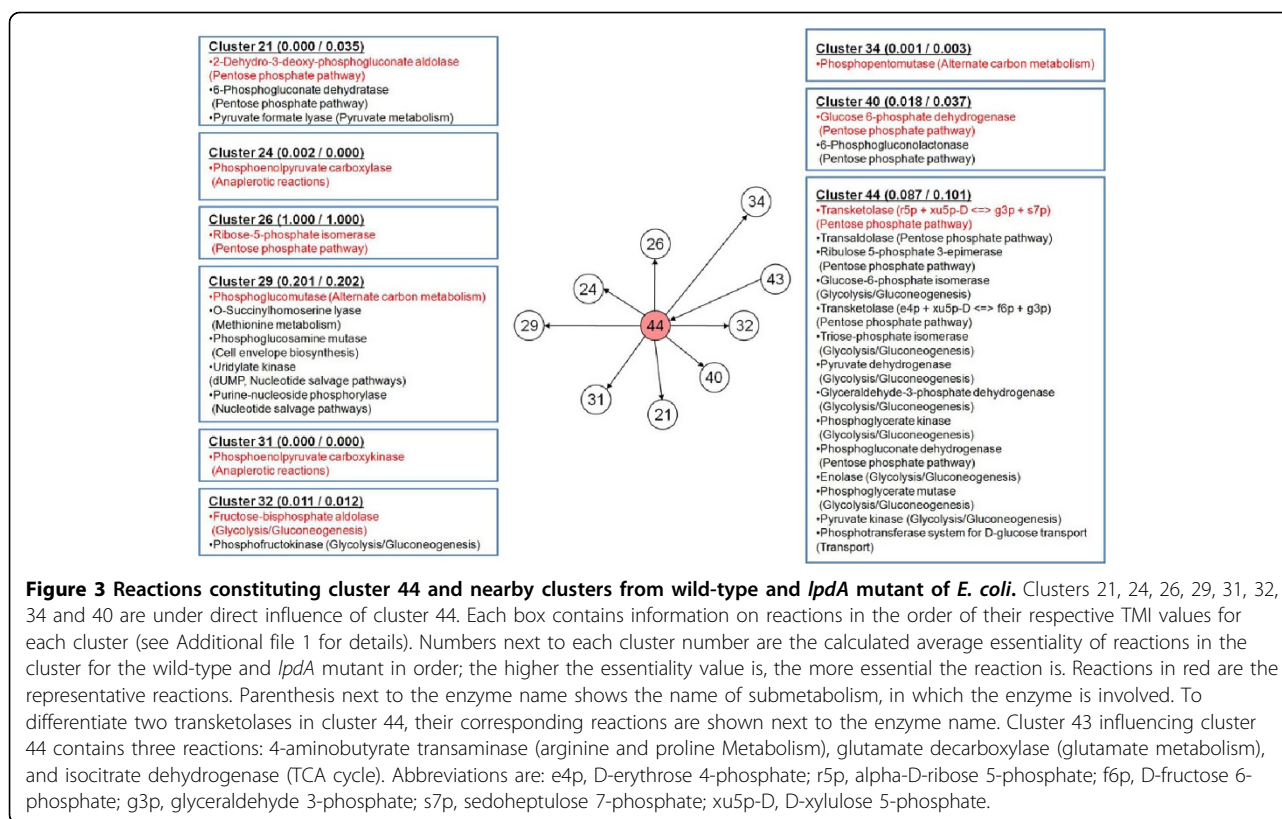 Cluster 21 (0.000 / 0.035)
•2-Dehydro-3-deoxy-phosphogluconate aldolase
(Pentose phosphate pathway)
•6-Phosphogluconate dehydratase
(Pentose phosphate pathway)
•Pyruvate formate lyase (Pyruvate metabolism)
Cluster 24 (0.002 / 0.000)
•Phosphoenolpyruvate carboxylase
(Anaplerotic reactions)
Cluster 26 (1.000 / 1.000)
•Ribose-5-phosphate isomerase
(Pentose phosphate pathway)
Cluster 29 (0.201 / 0.202)
•Phosphoglucomutase (Alternate carbon metabolism)
•O-Succinylhomoserine lyase
(Methionine metabolism)
•Phosphoglucosamine mutase
(Cell envelope biosynthesis)
•Uridylate kinase
(dUMP, Nucleotide salvage pathways)
•Purine-nucleoside phosphorylase
(Nucleotide salvage pathways)
Cluster 31 (0.000 / 0.000)
•Phosphoenolpyruvate carboxykinase
(Anaplerotic reactions)
Cluster 32 (0.011 / 0.012)
•Fructose-bisphosphate aldolase
(Glycolysis/Gluconeogenesis)
•Phosphofructokinase (Glycolysis/Gluconeogenesis)
34
26
43
24
44
29
32
40
31
21
Cluster 34 (0.001 / 0.003)
•Phosphopentomutase (Alternate carbon metabolism)
Cluster 40 (0.018 / 0.037)
•Glucose 6-phosphate dehydrogenase
(Pentose phosphate pathway)
•6-Phosphogluconolactonase
(Pentose phosphate pathway)
Cluster 44 (0.087 / 0.101)
•Transketolase (r5p + xu5p-D <=> g3p + s7p)
(Pentose phosphate pathway)
•Transaldolase (Pentose phosphate pathway)
•Ribulose 5-phosphate 3-epimerase
(Pentose phosphate pathway)
•Glucose-6-phosphate isomerase
(Glycolysis/Gluconeogenesis)
•Transketolase (e4p + xu5p-D <=> f6p + g3p)
(Pentose phosphate pathway)
•Triose-phosphate isomerase
(Glycolysis/Gluconeogenesis)
•Pyruvate dehydrogenase
(Glycolysis/Gluconeogenesis)
•Glyceraldehyde-3-phosphate dehydrogenase
(Glycolysis/Gluconeogenesis)
•Phosphoglycerate kinase
(Glycolysis/Gluconeogenesis)
•Phosphogluconate dehydrogenase
(Pentose phosphate pathway)
•Enolase (Glycolysis/Gluconeogenesis)
•Phosphoglycerate mutase
(Glycolysis/Gluconeogenesis)
•Pyruvate kinase (Glycolysis/Gluconeogenesis)
•Phosphotransferase system for D-glucose transport
(Transport)
Figure 3 Reactions constituting cluster 44 and nearby clusters from wild-type and lpdA mutant of E. coli. Clusters 21, 24, 26, 29, 31, 32,
34 and 40 are under direct influence of cluster 44. Each box contains information on reactions in the order of their respective TMI values for
each cluster (see Additional file 1 for details). Numbers next to each cluster number are the calculated average essentiality of reactions in the
cluster for the wild-type and lpdA mutant in order; the higher the essentiality value is, the more essential the reaction is. Reactions in red are the
representative reactions. Parenthesis next to the enzyme name shows the name of submetabolism, in which the enzyme is involved. To
differentiate two transketolases in cluster 44, their corresponding reactions are shown next to the enzyme name. Cluster 43 influencing cluster
44 contains three reactions: 4-aminobutyrate transaminase (arginine and proline Metabolism), glutamate decarboxylase (glutamate metabolism),
and isocitrate dehydrogenase (TCA cycle). Abbreviations are: e4p, D-erythrose 4-phosphate; r5p, alpha-D-ribose 5-phosphate; f6p, D-fructose 6-
phosphate; g3p, glyceraldehyde 3-phosphate; s7p, sedoheptulose 7-phosphate; xu5p-D, D-xylulose 5-phosphate.